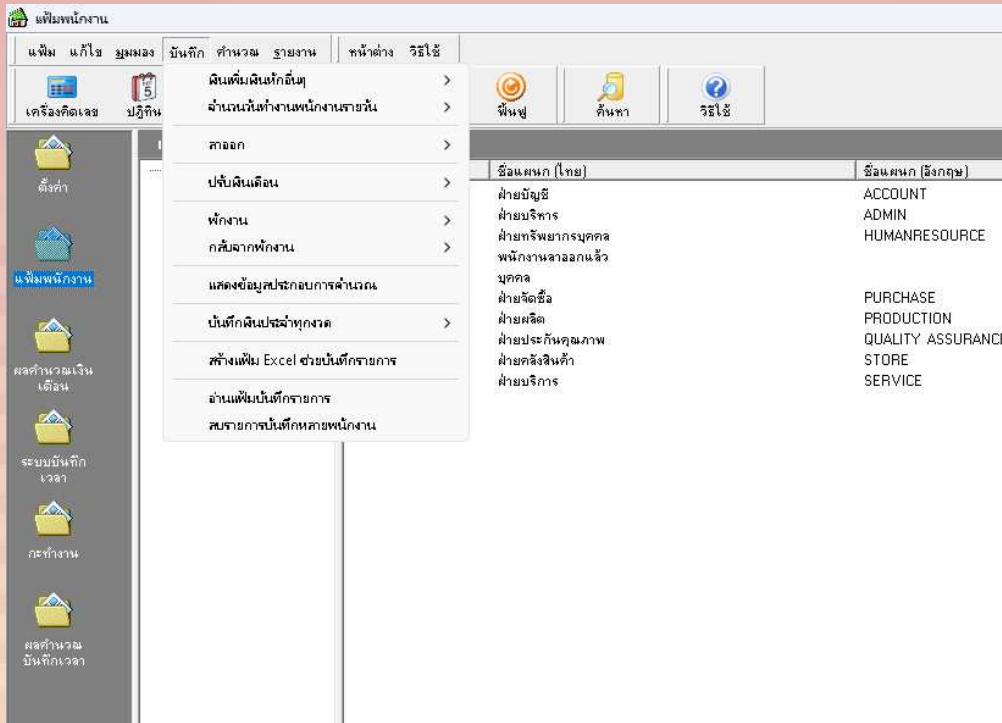 แฟ้มพนักงาน
แฟ้ม แก้ไข มุมมอง บันทึก คำนวณ รายงาน หน้าต่าง วิธีใช้
เครื่องคิดเลข ปฏิทิน ฟื้นฟู ค้นหา วิธีใช้
เงินเพิ่มเงินหักอื่นๆ
จำนวนวันทำงานพนักงานรายวัน
ลาออก
ปรับเงินเดือน
พักงาน
กลับจากพักงาน
แสดงข้อมูลประกอบการคำนวณ
บันทึกเงินประจำทุกงวด
สร้างแฟ้ม Excel ช่วยบันทึกรายการ
อ่านแฟ้มบันทึกรายการ
ลบรายการบันทึกหลายพนักงาน
ตั้งค่า
แฟ้มพนักงาน
ผลคำนวณเงิน
เดือน
ระบบบันทึก
เวลา
กะทำงาน
ผลคำนวณ
บันทึกเวลา
ชื่อแผนก (ไทย) ชื่อแผนก (อังกฤษ)
ฝ่ายบัญชี ACCOUNT
ฝ่ายบริหาร ADMIN
ฝ่ายทรัพยากรบุคคล HUMANRESOURCE
พนักงานลาออกแล้ว
บุคคล
ฝ่ายจัดซื้อ PURCHASE
ฝ่ายผลิต PRODUCTION
ฝ่ายประกันคุณภาพ QUALITY ASSURANCE
ฝ่ายคลังสินค้า STORE
ฝ่ายบริการ SERVICE